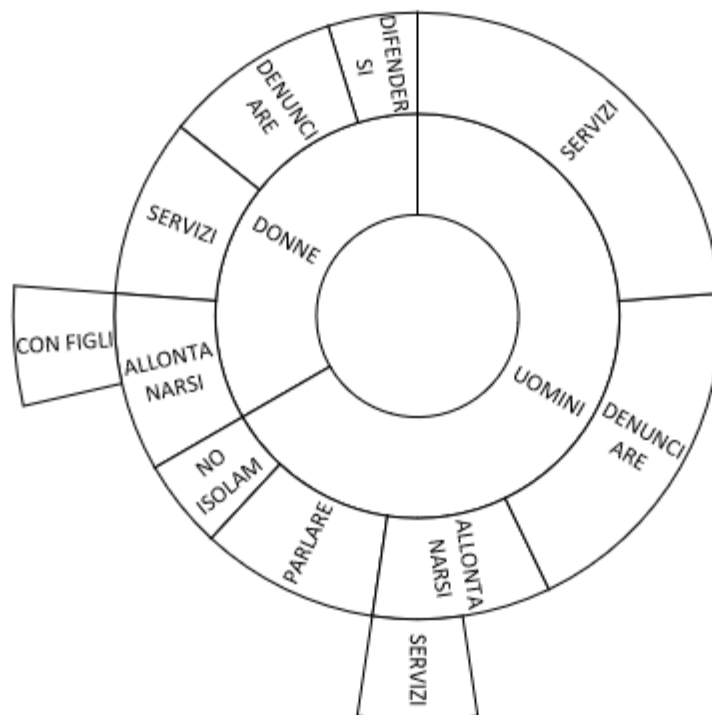 DIFENDER
SI
DENUNCI
ARE
SERVIZI
SERVIZI
DONNE
CON FIGLI
ALLONTA
NARSI
UOMINI
DENUNCI
ARE
NO
ISOLAM
PARLARE
ALLONTA
NARSI
SERVIZI